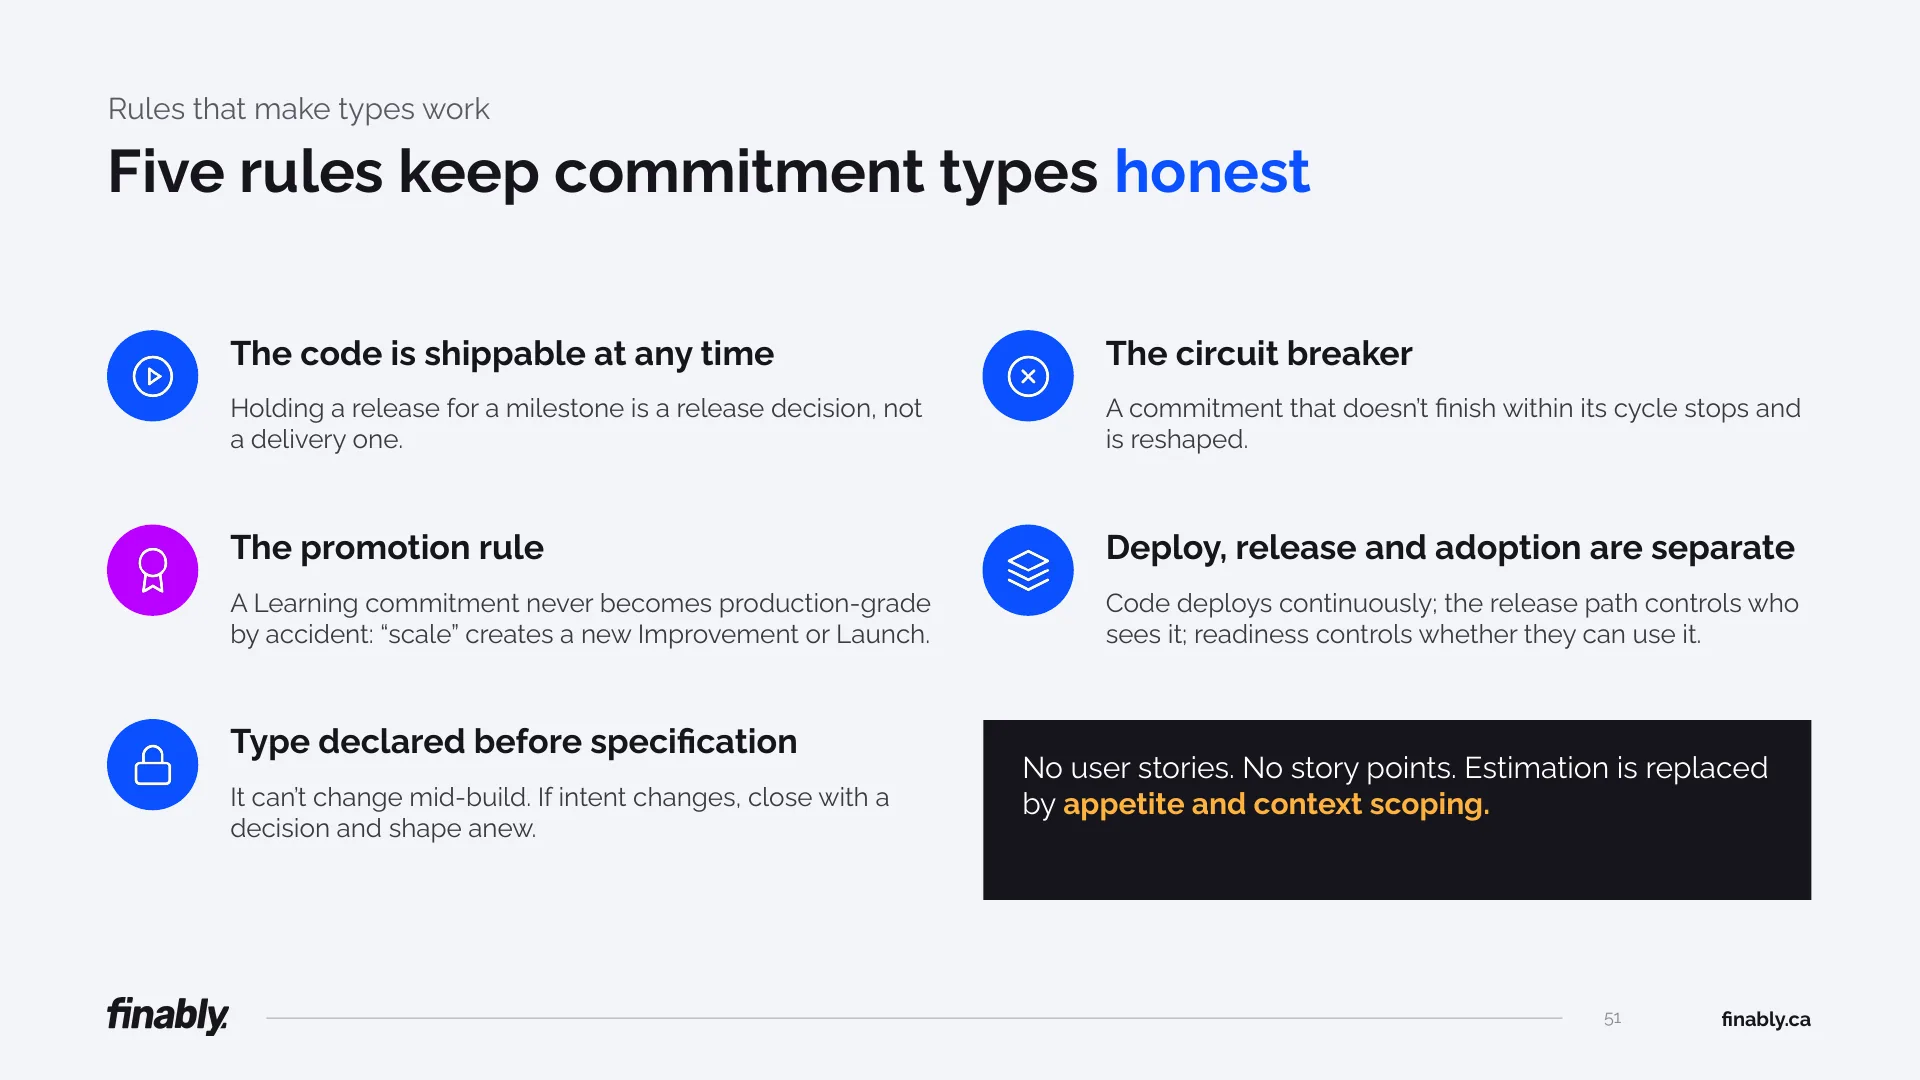 Rules that make types work
Five rules keep commitment types honest
The code is shippable at any time
Holding a release for a milestone is a release decision, not
a delivery one.
The circuit breaker
A commitment that doesn’t finish within its cycle stops and
is reshaped.
The promotion rule
A Learning commitment never becomes production-grade
by accident: “scale” creates a new Improvement or Launch.
Deploy, release and adoption are separate
Code deploys continuously; the release path controls who
sees it; readiness controls whether they can use it.
Type declared before specification
It can’t change mid-build. If intent changes, close with a
decision and shape anew.
No user stories. No story points. Estimation is replaced
by appetite and context scoping.
finably.
51
finably.ca